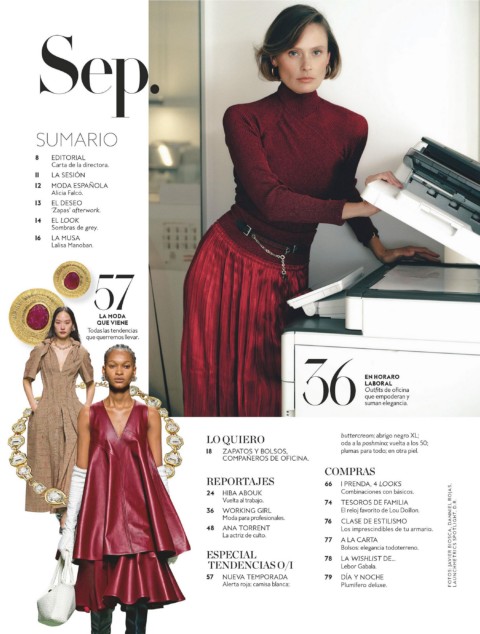 Sep.
SUMARIO
8 EDITORIAL
Carta de la directora.
11 LA SESIÓN
12 MODA ESPAÑOLA
Alicia Falcó.
13 EL DESEO
'Zapas' afterwork.
14 EL LOOK
Sombras de grey.
16 LA MUSA
Lalisa Manoban.
57
LA MODA
QUE VIENE
Todas las tendencias
que querremos llevar.
36
EN HORARO
LABORAL
Outfits de oficina
que empoderan y
suman elegancia.
LO QUIERO
18 ZAPATOS Y BOLSOS,
COMPAÑEROS DE OFICINA.
REPORTAJES
24 HIBA ABOUK
Vuelta al trabajo.
36 WORKING GIRL
Moda para profesionales.
48 ANA TORRENT
La actriz de culto.
ESPECIAL
TENDENCIAS O/I
57 NUEVA TEMPORADA
Alerta roja; camisa blanca;
buttercream; abrigo negro XL;
oda a la poshmina; vuelta a los 50;
plumas para todo; en otra piel.
COMPRAS
66 1 PRENDA, 4 LOOKS
Combinaciones con básicos.
74 TESOROS DE FAMILIA
El reloj favorito de Lou Doillon.
76 CLASE DE ESTILISMO
Los imprescindibles de tu armario.
77 A LA CARTA
Bolsos: elegancia todoterreno.
78 LA WISHLIST DE...
Lebor Gabala.
79 DÍA Y NOCHE
Plumífero deluxe.
FOTOS: JAVIER BIOSCA, DANNIEL ROJAS,
LAUNCHMETRICS SPOTLIGHT, D.R.